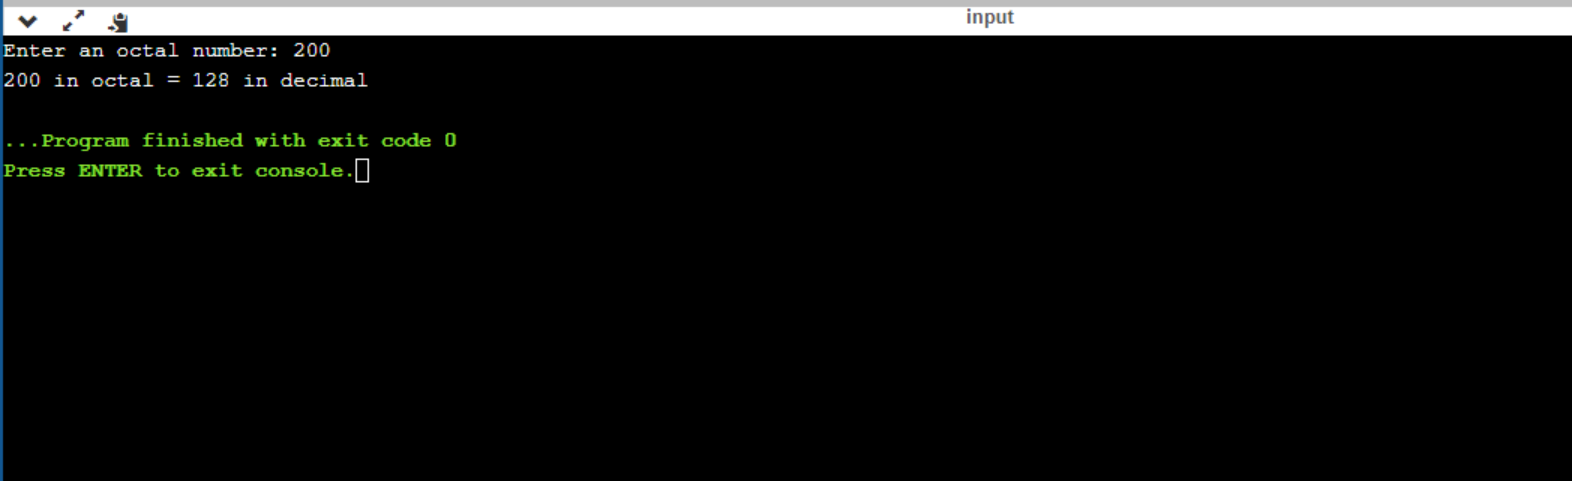 input
Enter an octal number: 200
200 in octal = 128 in decimal
...Program finished with exit code 0
Press ENTER to exit console.